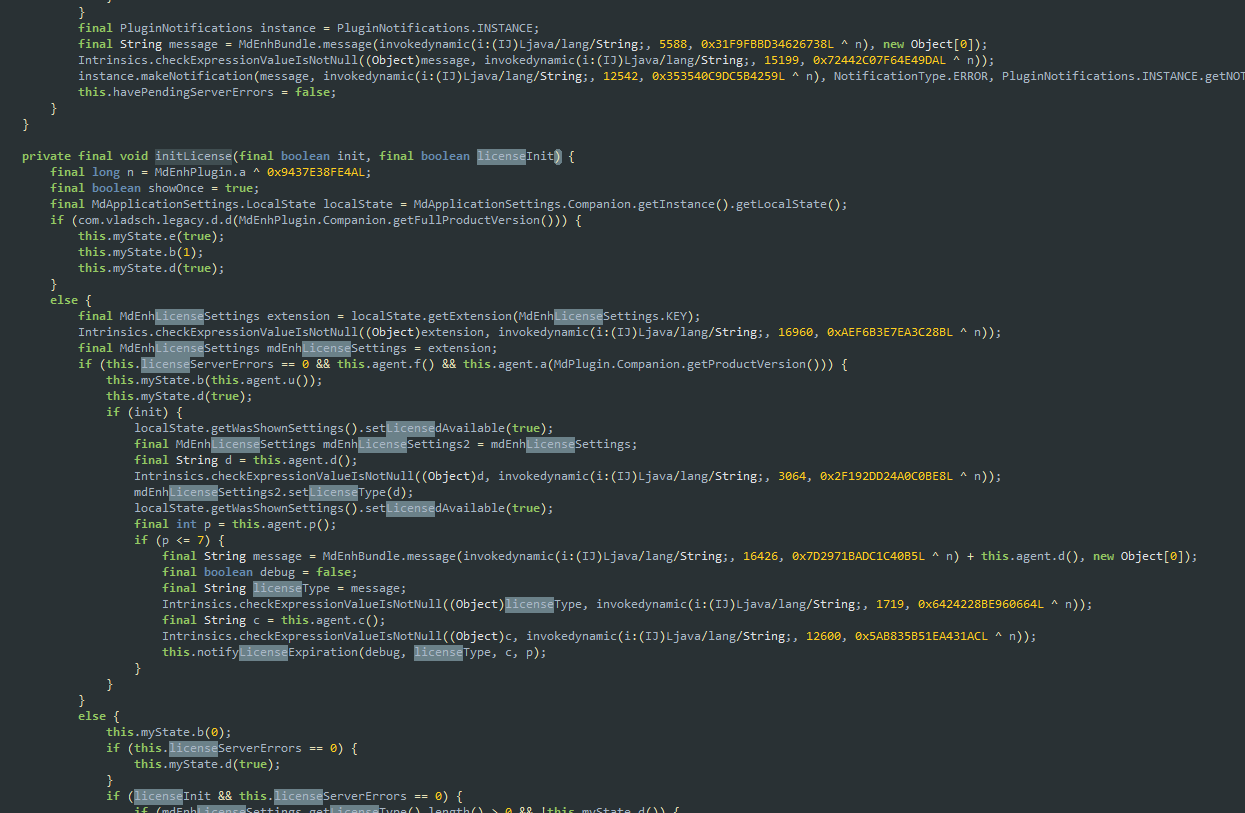 }
final PluginNotifications instance = PluginNotifications.INSTANCE;
final String message = MdEnhBundle.message(invokedynamic(i:(IJ)Ljava/lang/String;, 5588, 0x31F9FBBD34626738L ^ n), new Object[0]);
Intrinsics.checkExpressionValueIsNotNull((Object)message, invokedynamic(i:(IJ)Ljava/lang/String;, 15199, 0x72442C07F64E49DAL ^ n));
instance.makeNotification(message, invokedynamic(i:(IJ)Ljava/lang/String;, 12542, 0x353540C9DC5B4259L ^ n), NotificationType.ERROR, PluginNotifications.INSTANCE.getNOT
this.havePendingServerErrors = false;
}
}
private final void initLicense(final boolean init, final boolean licenseInit) {
final long n = MdEnhPlugin.a ^ 0x9437E38FE4AL;
final boolean showOnce = true;
final MdApplicationSettings.LocalState localState = MdApplicationSettings.Companion.getInstance().getLocalState();
if (com.vladsch.legacy.d.d(MdEnhPlugin.Companion.getFullProductVersion())) {
this.myState.e(true);
this.myState.b(1);
this.myState.d(true);
}
else {
final MdEnhLicenseSettings extension = localState.getExtension(MdEnhLicenseSettings.KEY);
Intrinsics.checkExpressionValueIsNotNull((Object)extension, invokedynamic(i:(IJ)Ljava/lang/String;, 16960, 0xAEF6B3E7EA3C28BL ^ n));
final MdEnhLicenseSettings mdEnhLicenseSettings = extension;
if (this.licenseServerErrors == 0 && this.agent.f() && this.agent.a(MdPlugin.Companion.getProductVersion())) {
this.myState.b(this.agent.u());
this.myState.d(true);
if (init) {
localState.getWasShownSettings().setLicensedAvailable(true);
final MdEnhLicenseSettings mdEnhLicenseSettings2 = mdEnhLicenseSettings;
final String d = this.agent.d();
Intrinsics.checkExpressionValueIsNotNull((Object)d, invokedynamic(i:(IJ)Ljava/lang/String;, 3064, 0x2F192DD24A0C0BE8L ^ n));
mdEnhLicenseSettings2.setLicenseType(d);
localState.getWasShownSettings().setLicensedAvailable(true);
final int p = this.agent.p();
if (p <= 7) {
final String message = MdEnhBundle.message(invokedynamic(i:(IJ)Ljava/lang/String;, 16426, 0x7D2971BADC1C40B5L ^ n) + this.agent.d(), new Object[0]);
final boolean debug = false;
final String licenseType = message;
Intrinsics.checkExpressionValueIsNotNull((Object)licenseType, invokedynamic(i:(IJ)Ljava/lang/String;, 1719, 0x6424228BE960664L ^ n));
final String c = this.agent.c();
Intrinsics.checkExpressionValueIsNotNull((Object)c, invokedynamic(i:(IJ)Ljava/lang/String;, 12600, 0x5AB835B51EA431ACL ^ n));
this.notifyLicenseExpiration(debug, licenseType, c, p);
}
}
}
else {
this.myState.b(0);
if (this.licenseServerErrors == 0) {
this.myState.d(true);
}
if (licenseInit && this.licenseServerErrors == 0) {
if (mdEnhLicenseSettings.getLicenseType().length() > 0 && !this.myState.d()) {